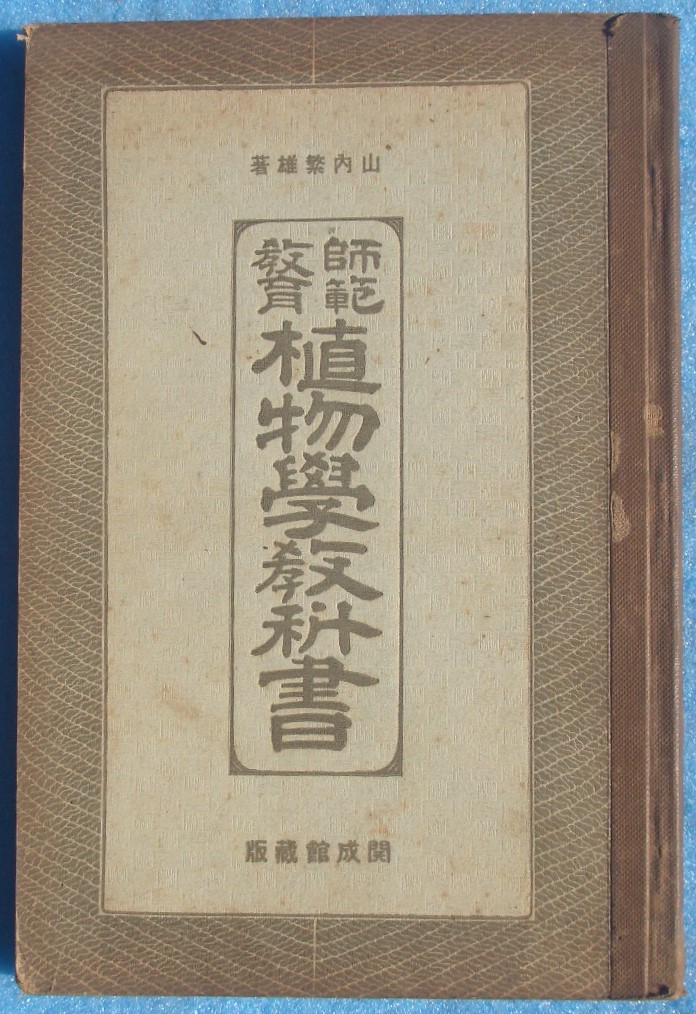 山內繁雄著
師範
教育
植物學教科書
開成館藏版